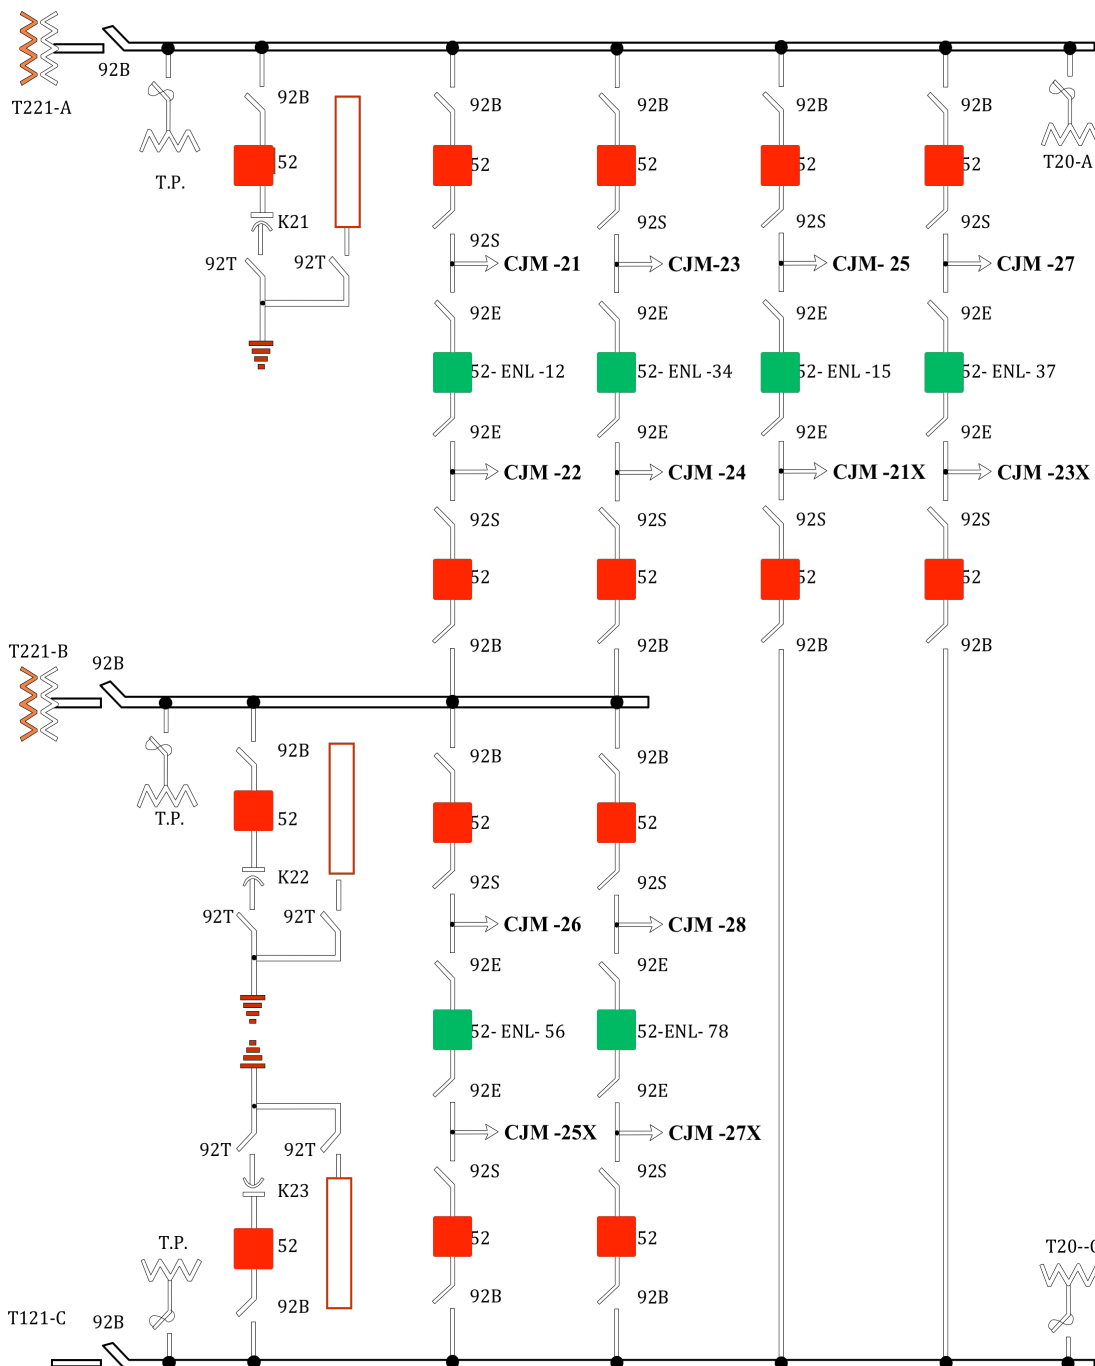 92B
T221-A
92B
92B
92B
92B
92B
52
52
52
52
52
T20-A
T.P.
K21
92S
92S
92S
92S
92T
92T
CJM -21
CJM-23
CJM- 25
CJM -27
92E
92E
92E
92E
52- ENL -12
52- ENL -34
52- ENL -15
52- ENL- 37
92E
92E
92E
92E
CJM -22
CJM -24
CJM -21X
CJM -23X
92S
92S
92S
92S
52
52
52
52
92B
92B
92B
92B
T221-B
92B
92B
92B
92B
T.P.
52
52
52
K22
92S
92S
92T
92T
CJM -26
CJM -28
92E
92E
52- ENL- 56
52-ENL- 78
92E
92E
92T
92T
CJM -25X
CJM -27X
92S
92S
K23
T.P.
52
52
52
T20--C
92B
92B
92B
T121-C
92B